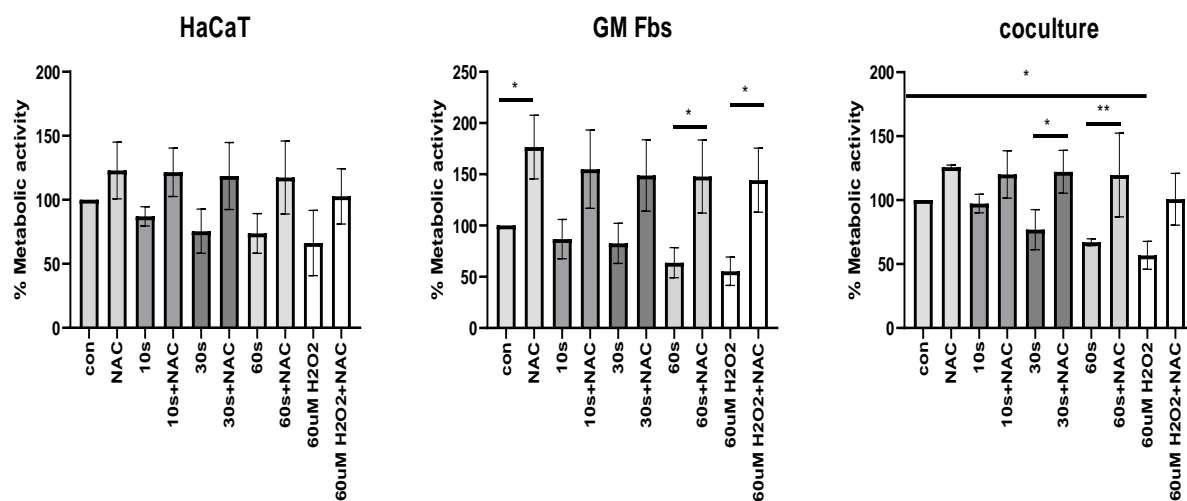 HaCaT
% Metabolic activity
200
150
100
50
0
con
NAC
10s
10s+NAC
30s
30s+NAC
60s
60s+NAC
60uM H2O2
60uM H2O2+NAC
GM Fbs
% Metabolic activity
250
200
150
100
50
0
*
*
*
con
NAC
10s
10s+NAC
30s
30s+NAC
60s
60s+NAC
60uM H2O2
60uM H2O2+NAC
coculture
% Metabolic activity
200
150
100
50
0
*
*
**
con
NAC
10s
10s+NAC
30s
30s+NAC
60s
60s+NAC
60uM H2O2
60uM H2O2+NAC